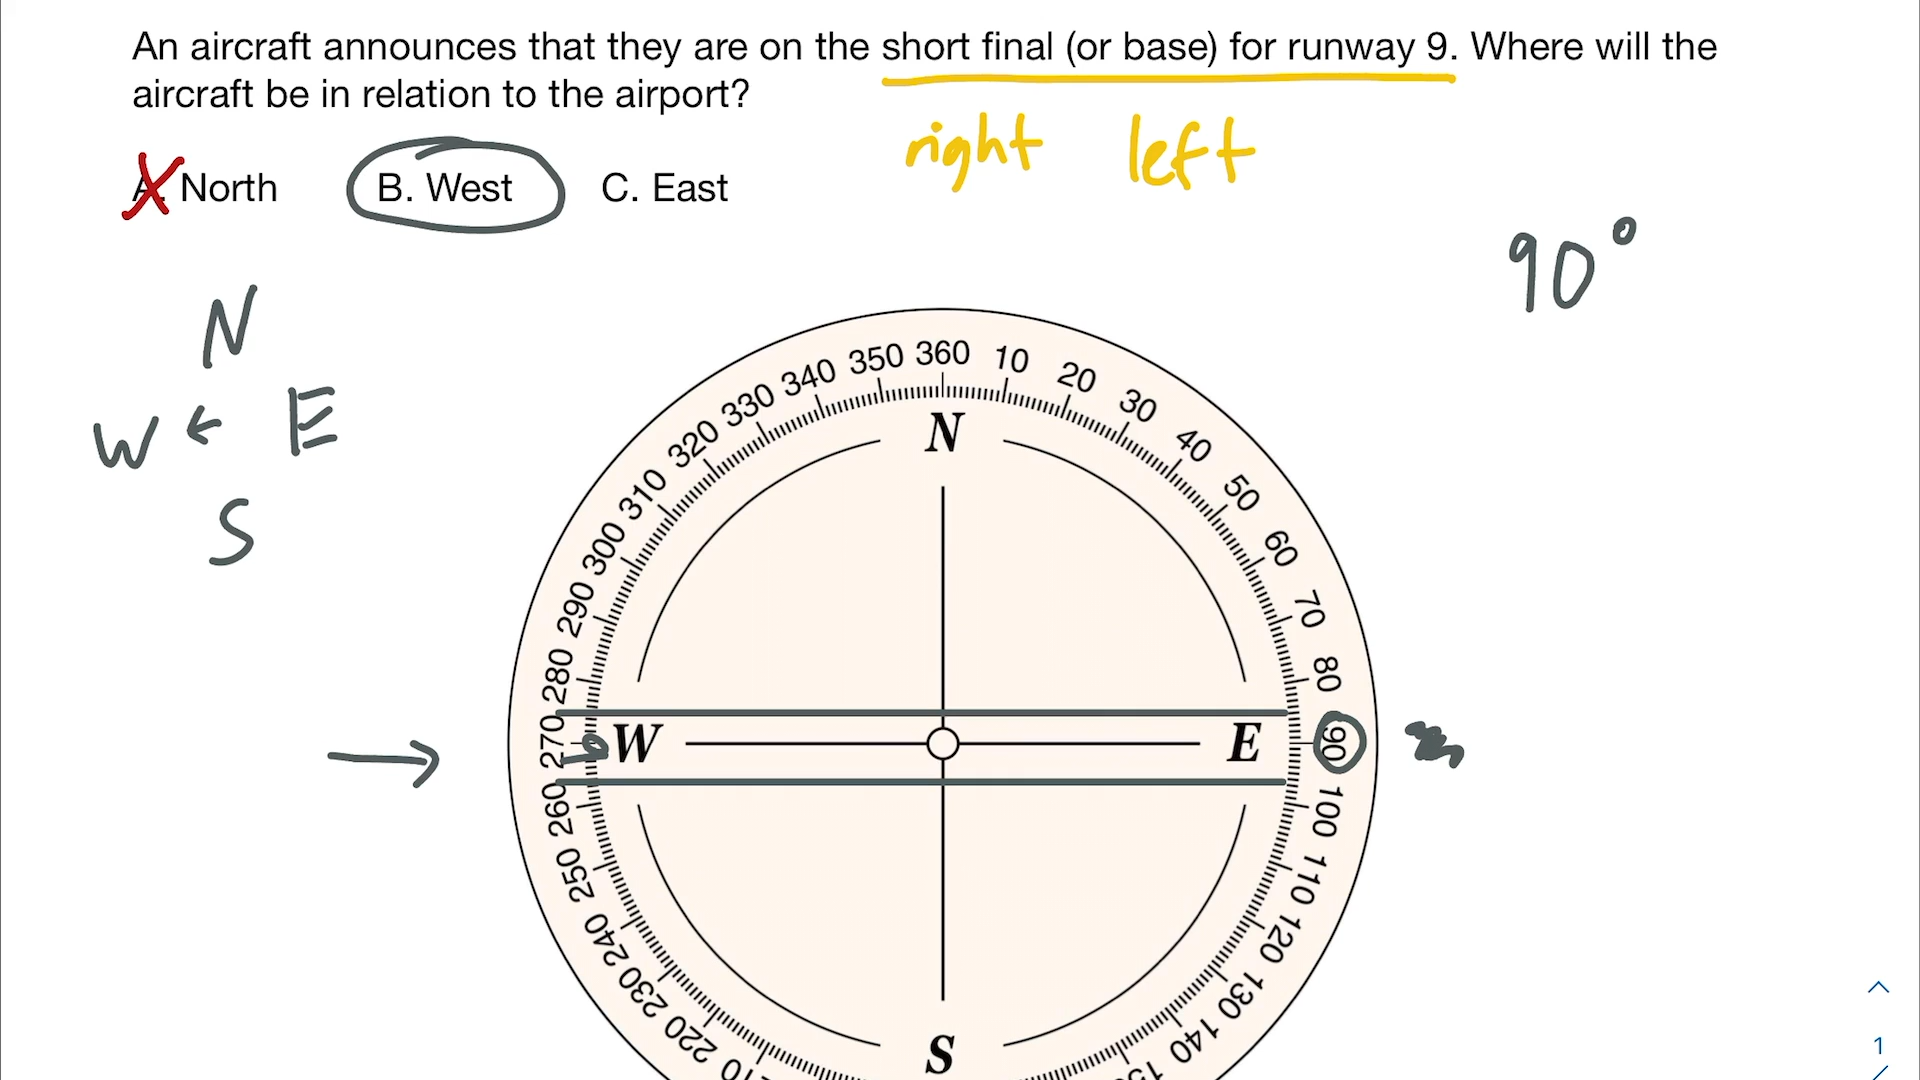 An aircraft announces that they are on the short final (or base) for runway 9. Where will the
aircraft be in relation to the airport?
right left
North B. West C. East
90°
N
W ← E
S
360 10 20 30 40 50 60 70 80 90 100 110 120 130 140
220 230 240 250 260 270 280 290 300 310 320 330 340 350
N
W E
S
1